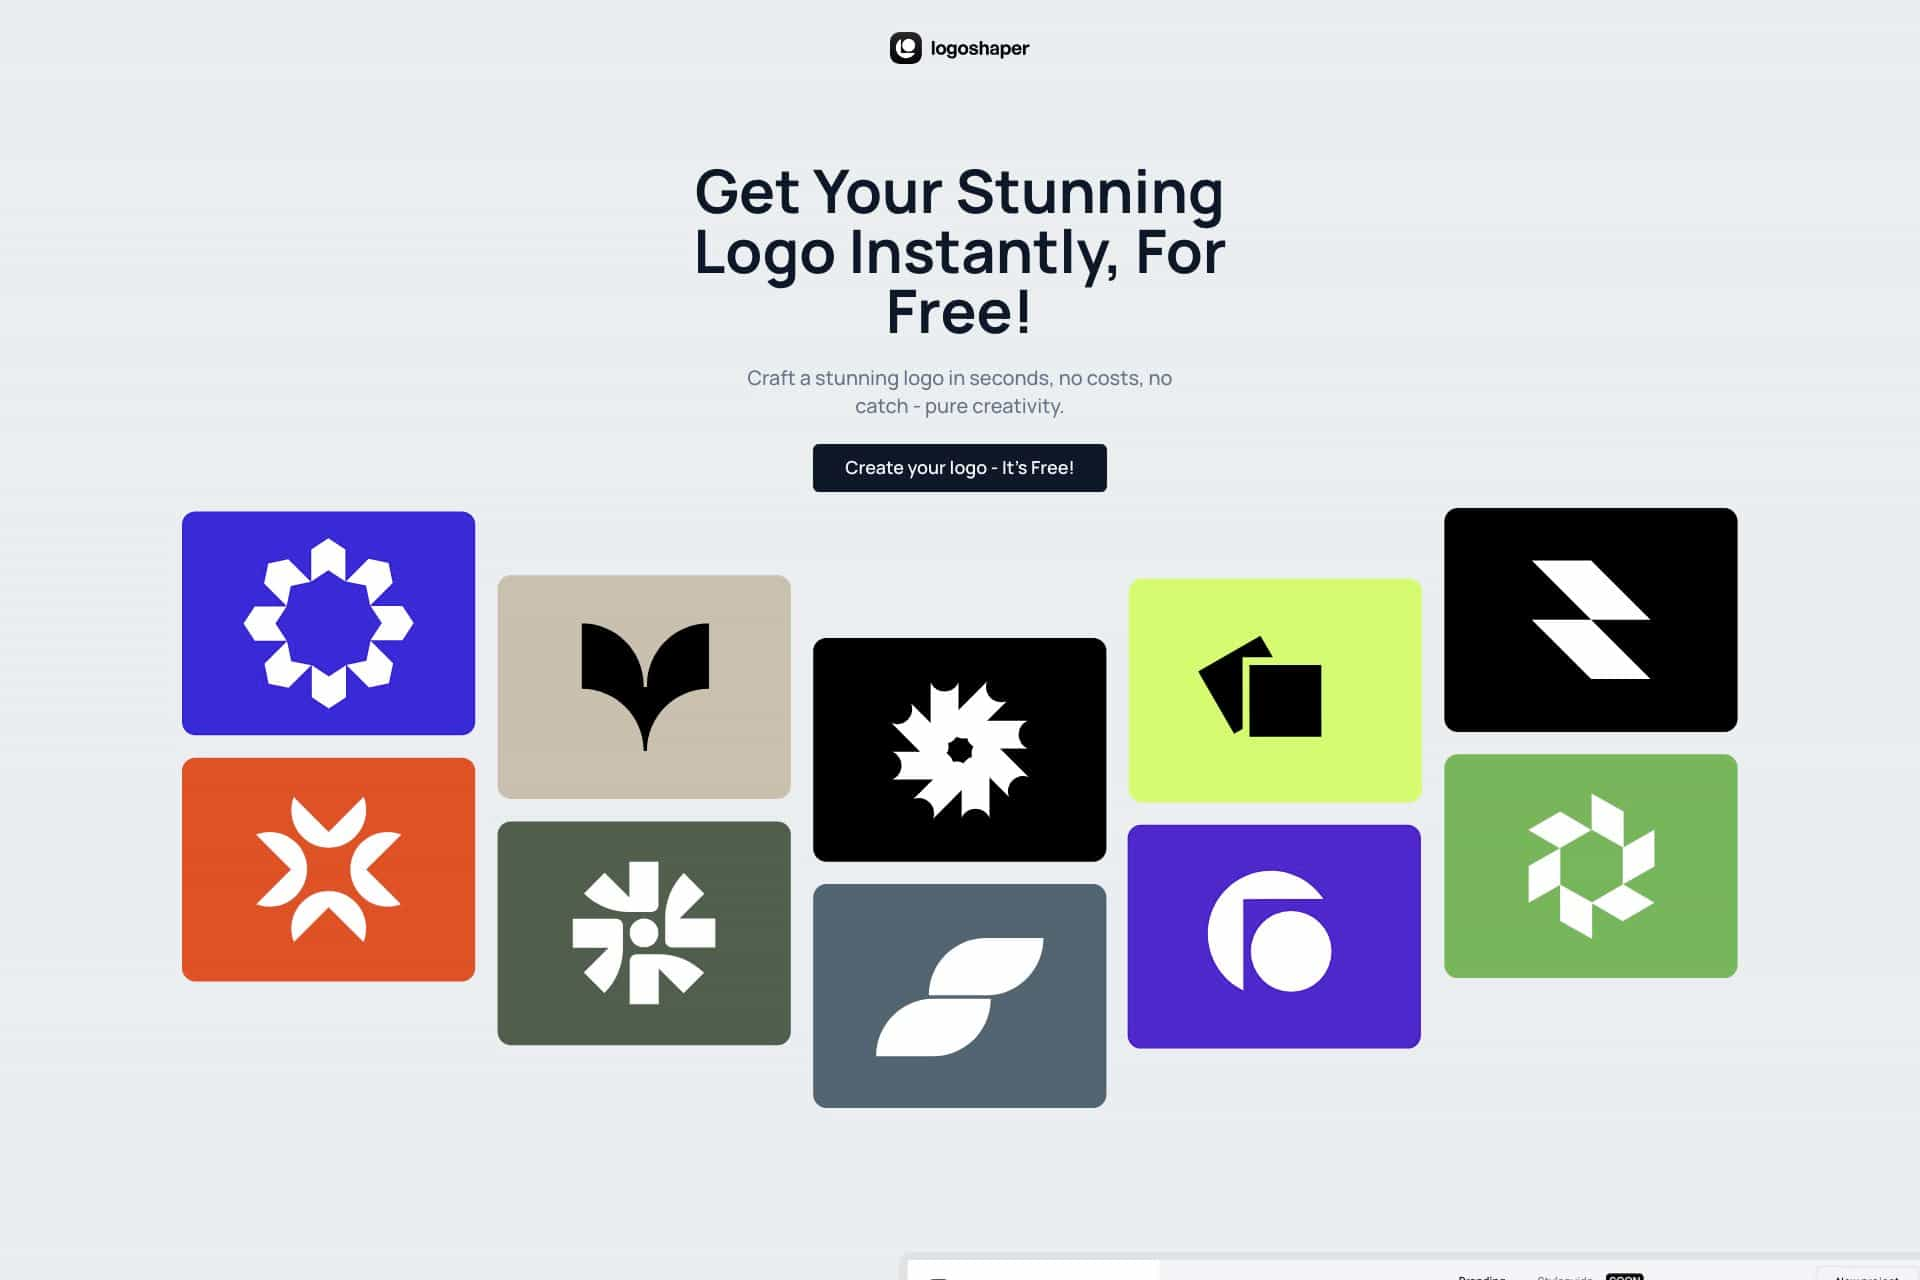 logoshaper
Get Your Stunning
Logo Instantly, For
Free!
Craft a stunning logo in seconds, no costs, no
catch - pure creativity.
Create your logo - It's Free!